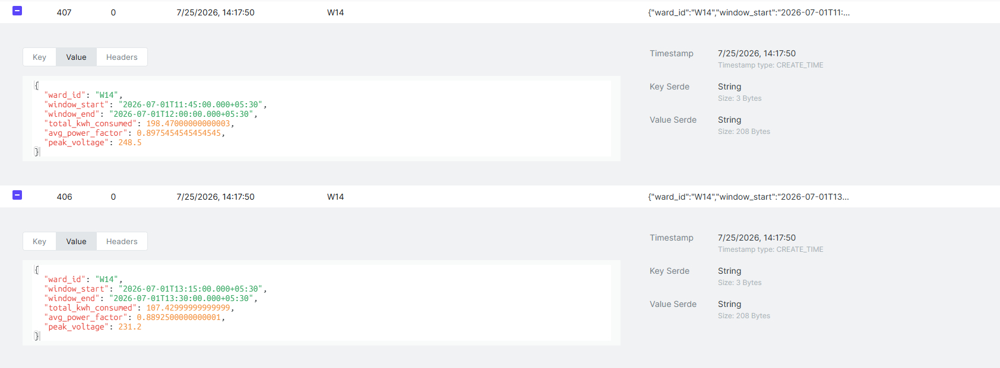 407 0 7/25/2026, 14:17:50 W14 {"ward_id":"W14","window_start":"2026-07-01T11:...
Key Value Headers
{
"ward_id": "W14",
"window_start": "2026-07-01T11:45:00.000+05:30",
"window_end": "2026-07-01T12:00:00.000+05:30",
"total_kwh_consumed": 198.47000000000003,
"avg_power_factor": 0.8975454545454545,
"peak_voltage": 248.5
}
Timestamp 7/25/2026, 14:17:50
Timestamp type: CREATE_TIME
Key Serde String
Size: 3 Bytes
Value Serde String
Size: 208 Bytes
406 0 7/25/2026, 14:17:50 W14 {"ward_id":"W14","window_start":"2026-07-01T13...
Key Value Headers
{
"ward_id": "W14",
"window_start": "2026-07-01T13:15:00.000+05:30",
"window_end": "2026-07-01T13:30:00.000+05:30",
"total_kwh_consumed": 107.42999999999999,
"avg_power_factor": 0.8892500000000001,
"peak_voltage": 231.2
}
Timestamp 7/25/2026, 14:17:50
Timestamp type: CREATE_TIME
Key Serde String
Size: 3 Bytes
Value Serde String
Size: 208 Bytes